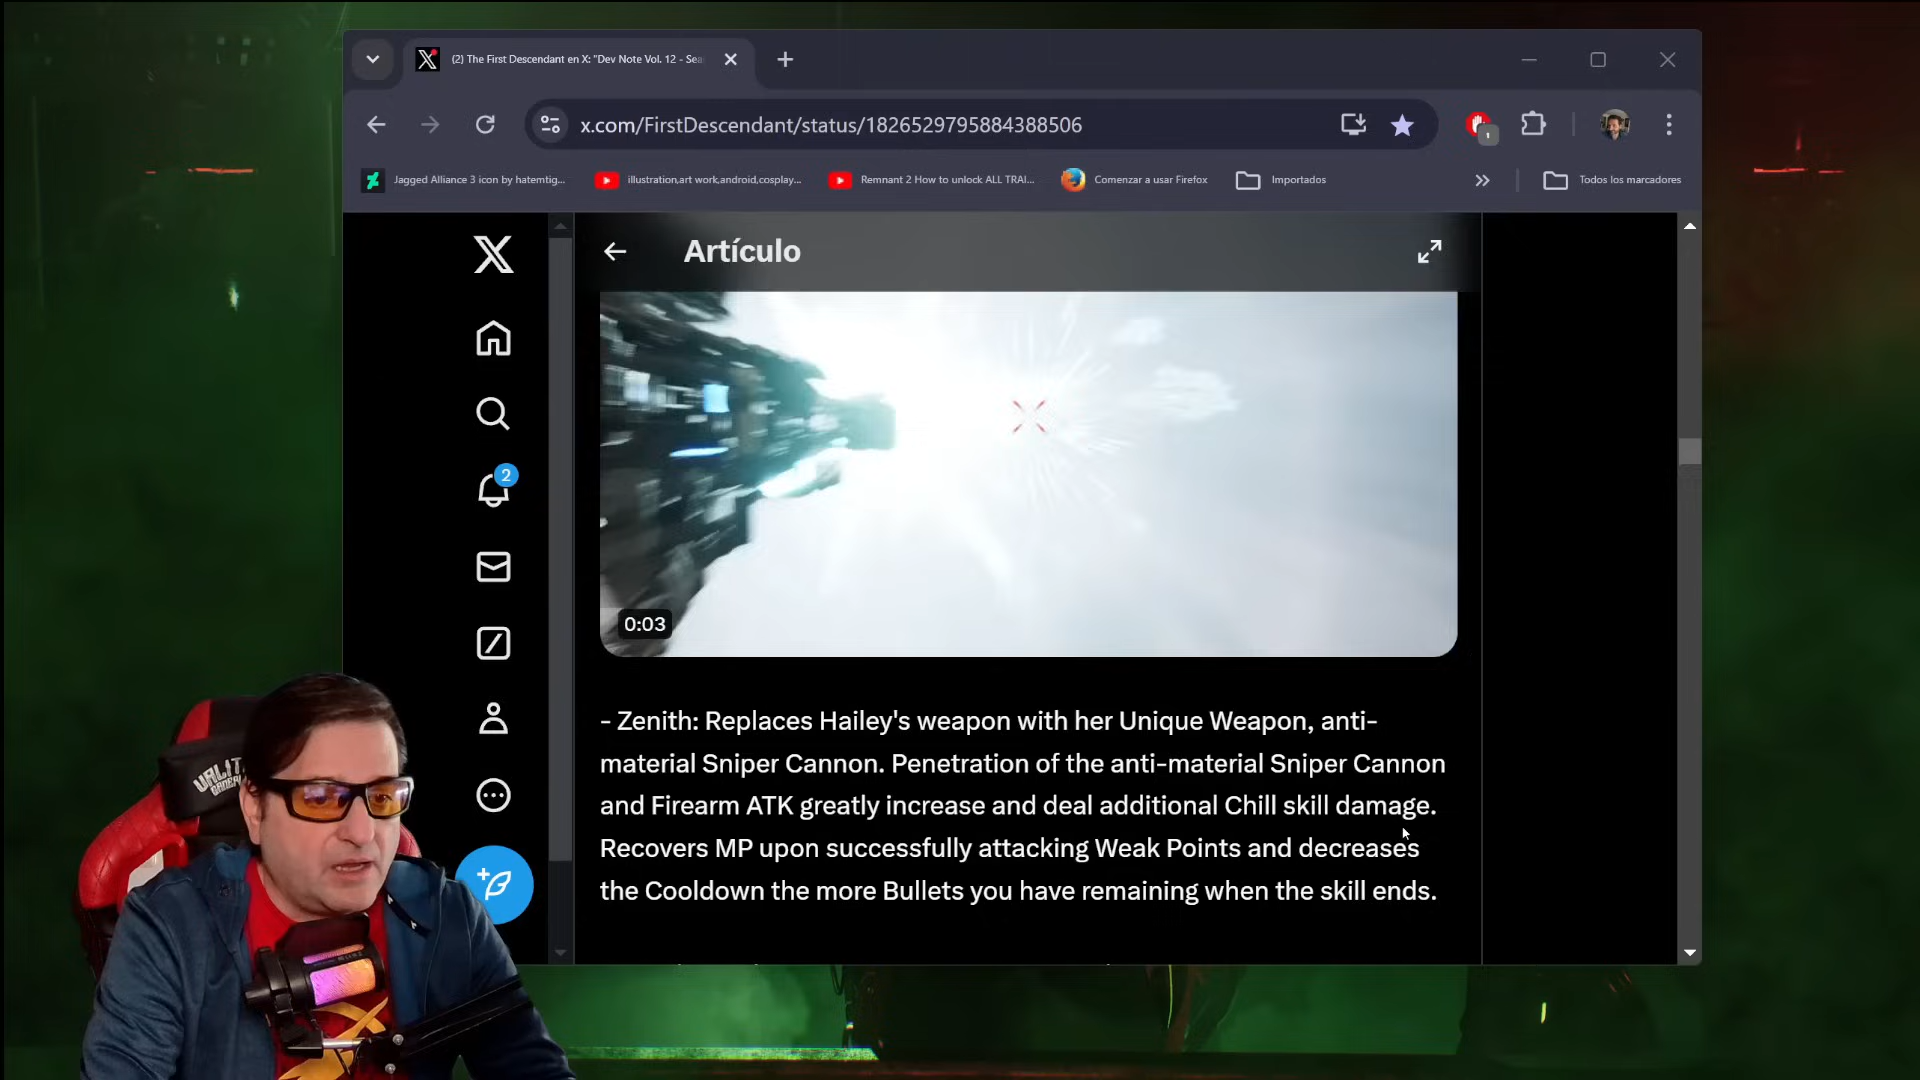 (2) The First Descendant en X: "Dev Note Vol. 12 - Sea
x.com/FirstDescendant/status/1826529795884388506
1
Jagged Alliance 3 icon by hatemtig...
illustration,art work,android,cosplay...
Remnant 2 How to unlock ALL TRAI...
Comenzar a usar Firefox
Importados
Todos los marcadores
Artículo
2
0:03
- Zenith: Replaces Hailey's weapon with her Unique Weapon, anti-
material Sniper Cannon. Penetration of the anti-material Sniper Cannon
and Firearm ATK greatly increase and deal additional Chill skill damage.
Recovers MP upon successfully attacking Weak Points and decreases
the Cooldown the more Bullets you have remaining when the skill ends.